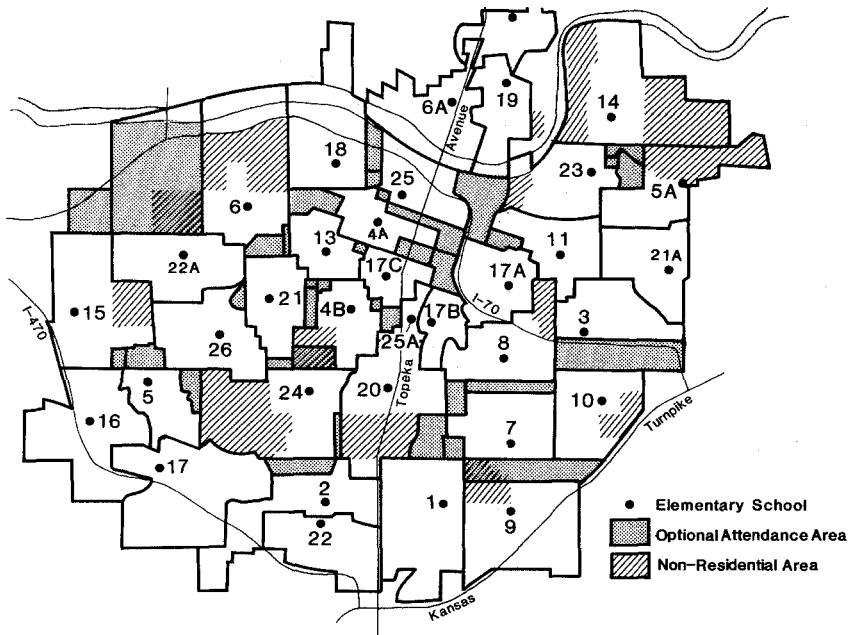 6A
19
Avenue
14
18
23
5A
25
6
4A
13
11
22A
17C
17A
21A
15
21
4B
I-70
I-470
17B
3
26
25A
8
5
24
20
Topeka
10
16
7
Turnpike
17
2
1
9
22
Kansas
Elementary School
Optional Attendance Area
Non-Residential Area